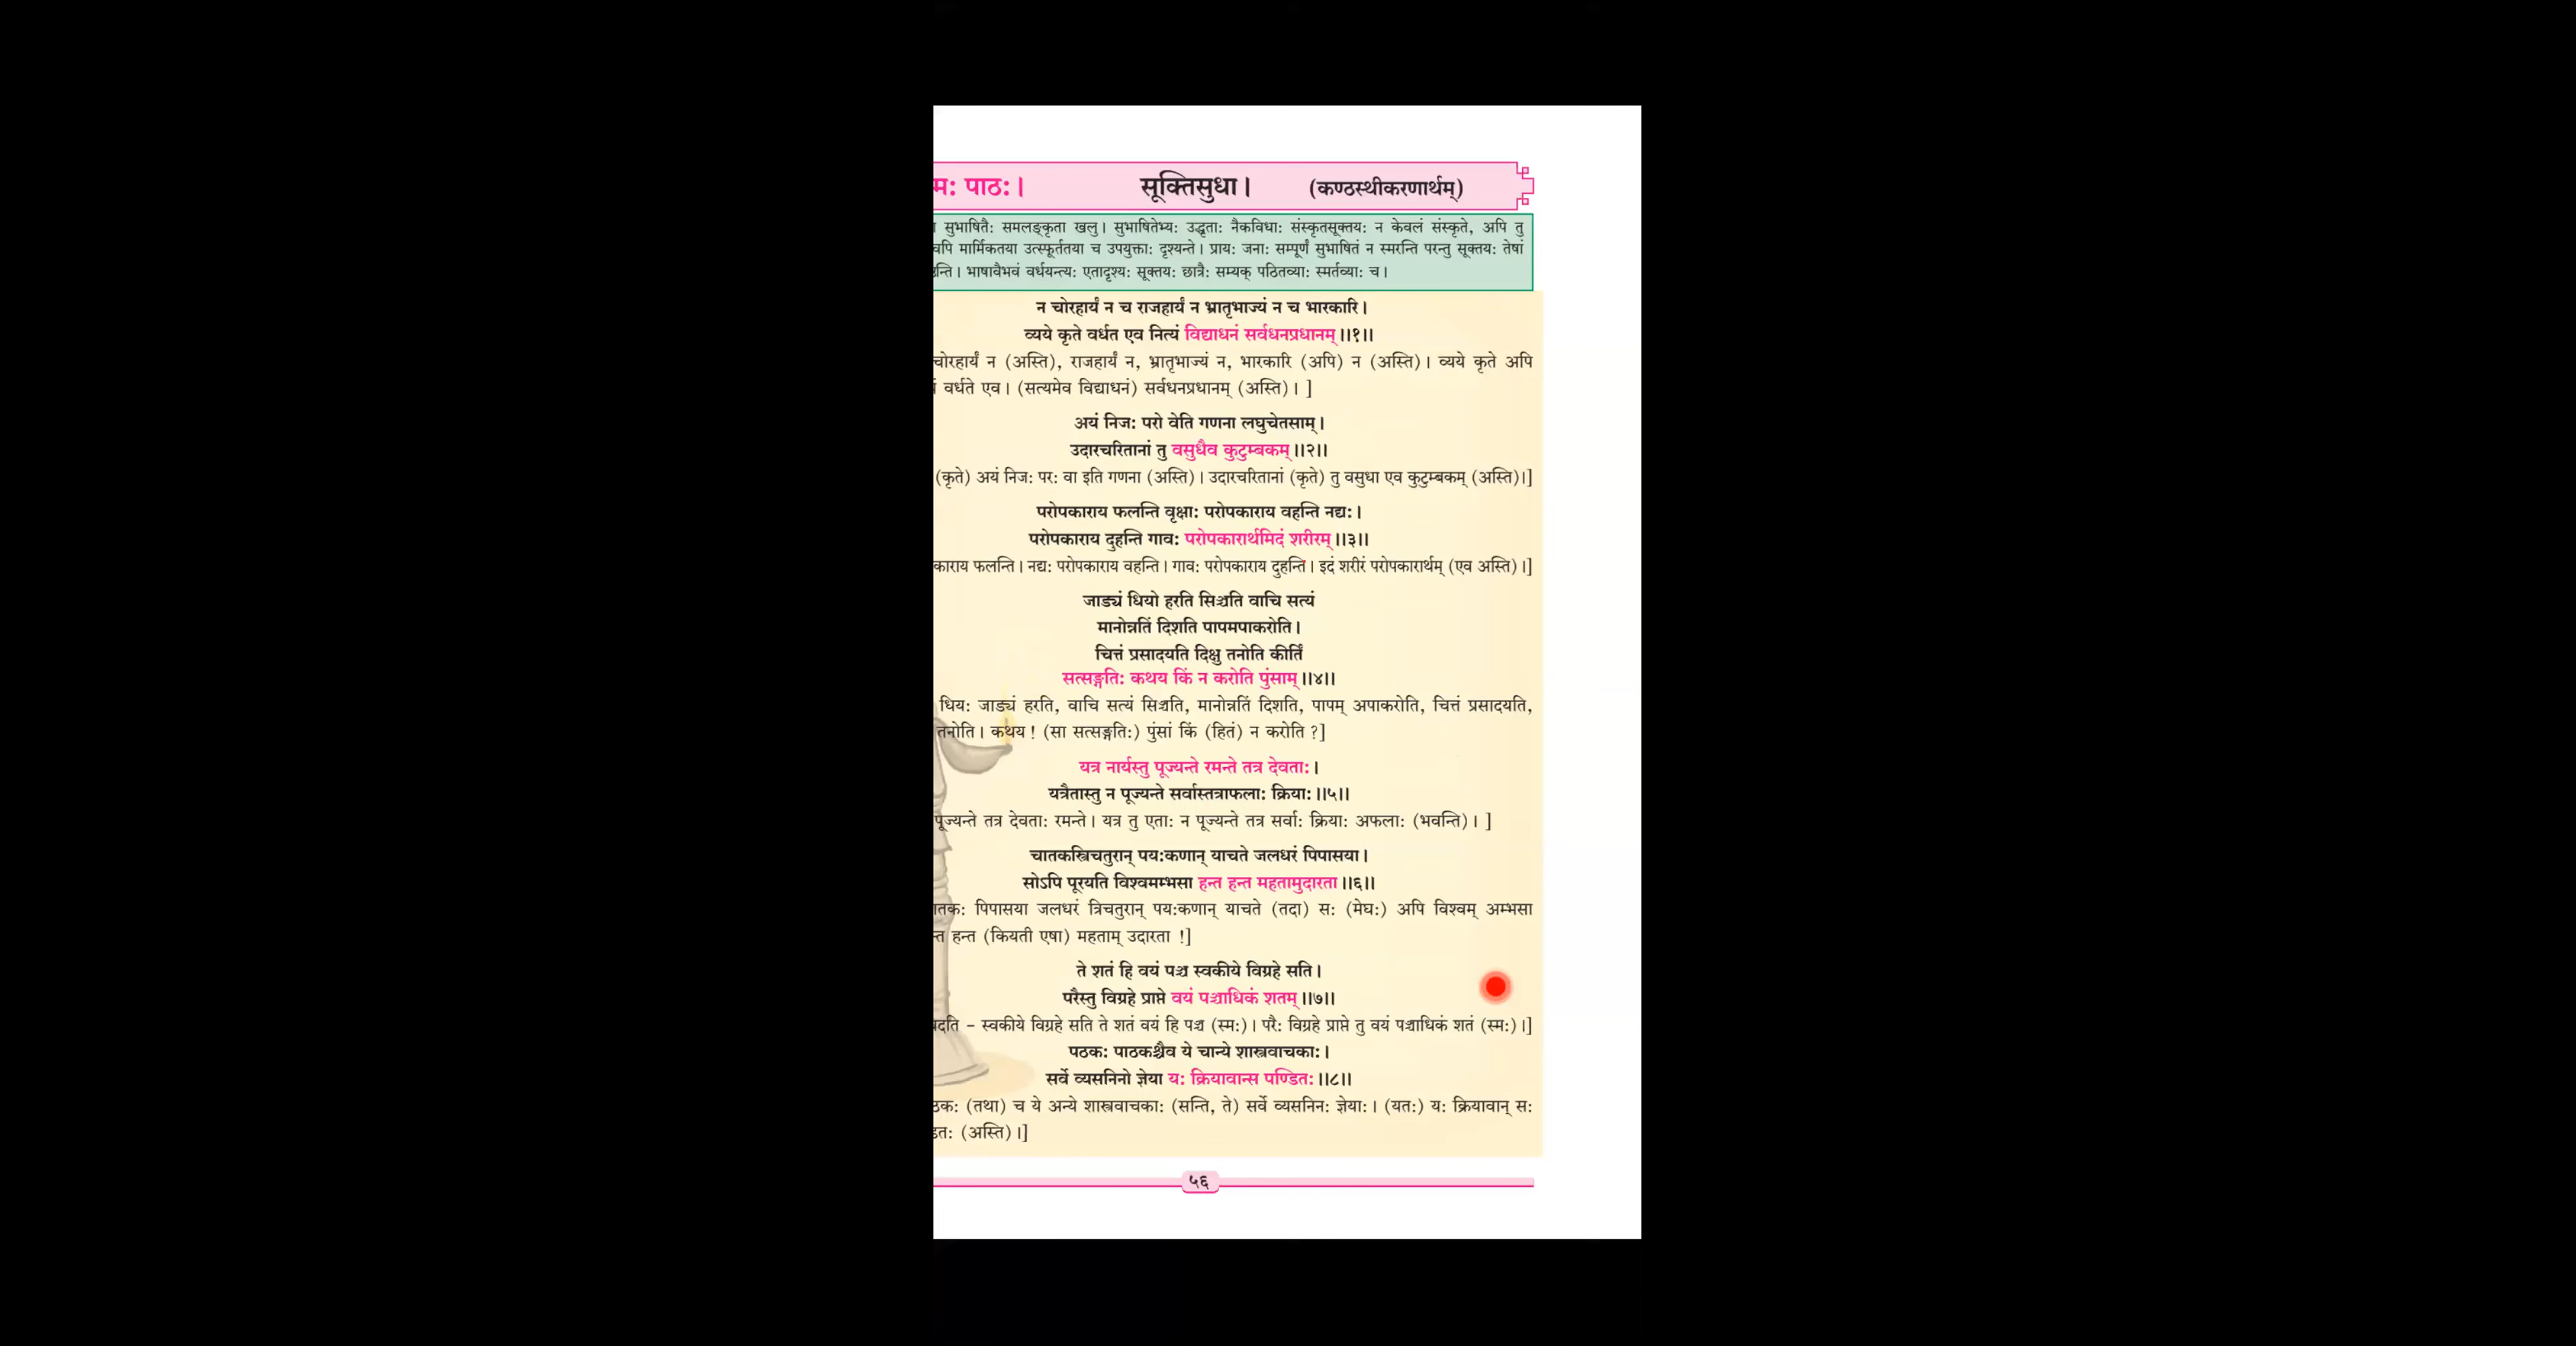 पाठः। सूक्तिसुधा। (कण्ठस्थीकरणार्थम्)
सुभाषितैः समलङ्कृता खलु। सुभाषितेभ्यः उद्धृताः नैकविधाः संस्कृतसूक्तयः न केवलं संस्कृते, अपि तु
मार्मिकतया उत्स्फूर्ततया च उपयुक्ताः दृश्यन्ते। प्रायः जनाः सम्पूर्णं सुभाषितं न स्मरन्ति परन्तु सूक्तयः तेषां
भाषावैभवं वर्धयन्त्यः एतादृश्यः सूक्तयः छात्रैः सम्यक् पठितव्याः स्मर्तव्याः च।
न चोरहार्यं न च राजहार्यं न भ्रातृभाज्यं न च भारकारि।
व्यये कृते वर्धत एव नित्यं विद्याधनं सर्वधनप्रधानम्।।१।।
चोरहार्यं न (अस्ति), राजहार्यं न, भ्रातृभाज्यं न, भारकारि (अपि) न (अस्ति)। व्यये कृते अपि
वर्धते एव। (सत्यमेव विद्याधनं) सर्वधनप्रधानम् (अस्ति)। ]
अयं निजः परो वेति गणना लघुचेतसाम्।
उदारचरितानां तु वसुधैव कुटुम्बकम्।।२।।
(कृते) अयं निजः परः वा इति गणना (अस्ति)। उदारचरितानां (कृते) तु वसुधा एव कुटुम्बकम् (अस्ति)।]
परोपकाराय फलन्ति वृक्षाः परोपकाराय वहन्ति नद्यः।
परोपकाराय दुहन्ति गावः परोपकारार्थमिदं शरीरम्।।३।।
काराय फलन्ति। नद्यः परोपकाराय वहन्ति। गावः परोपकाराय दुहन्ति। इदं शरीरं परोपकारार्थम् (एव अस्ति)।]
जाड्यं धियो हरति सिञ्चति वाचि सत्यं
मानोन्नतिं दिशति पापमपाकरोति।
चित्तं प्रसादयति दिक्षु तनोति कीर्तिं
सत्सङ्गतिः कथय किं न करोति पुंसाम्।।४।।
धियः जाड्यं हरति, वाचि सत्यं सिञ्चति, मानोन्नतिं दिशति, पापम् अपाकरोति, चित्तं प्रसादयति,
तनोति। कथय ! (सा सत्सङ्गतिः) पुंसां किं (हितं) न करोति ?]
यत्र नार्यस्तु पूज्यन्ते रमन्ते तत्र देवताः।
यत्रैतास्तु न पूज्यन्ते सर्वास्तत्राफलाः क्रियाः।।५।।
पूज्यन्ते तत्र देवताः रमन्ते। यत्र तु एताः न पूज्यन्ते तत्र सर्वाः क्रियाः अफलाः (भवन्ति)। ]
चातकस्त्रिचतुरान् पयःकणान् याचते जलधरं पिपासया।
सोऽपि पूरयति विश्वमम्भसा हन्त हन्त महतामुदारता।।६।।
तकः पिपासया जलधरं त्रिचतुरान् पयःकणान् याचते (तदा) सः (मेघः) अपि विश्वम् अम्भसा
हन्त (कियती एषा) महताम् उदारता !]
ते शतं हि वयं पञ्च स्वकीये विग्रहे सति।
परैस्तु विग्रहे प्राप्ते वयं पञ्चाधिकं शतम्।।७।।
दति – स्वकीये विग्रहे सति ते शतं वयं हि पञ्च (स्मः)। परैः विग्रहे प्राप्ते तु वयं पञ्चाधिकं शतं (स्मः)।]
पठकः पाठकश्चैव ये चान्ये शास्त्रवाचकाः।
सर्वे व्यसनिनो ज्ञेया यः क्रियावान्स पण्डितः।।८।।
ठकः (तथा) च ये अन्ये शास्त्रवाचकाः (सन्ति, ते) सर्वे व्यसनिनः ज्ञेयाः। (यतः) यः क्रियावान् सः
डतः (अस्ति)।]
५६